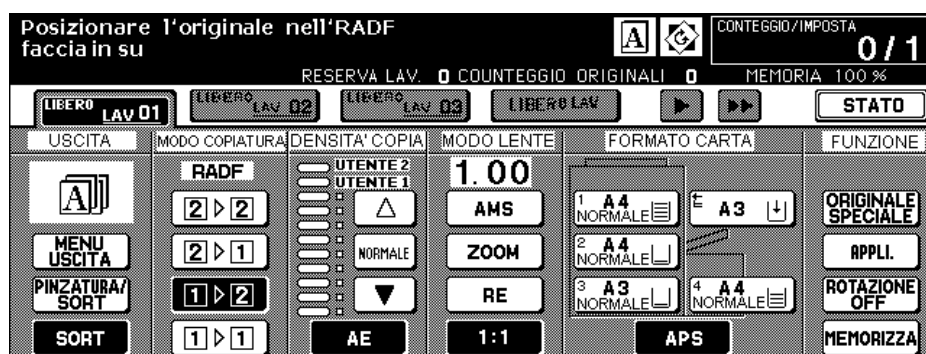 Posizionare l'originale nell'RADF
faccia in su
A
CONTEGGIO/IMPOSTA
0 / 1
RESERVA LAV. 0 COUNTEGGIO ORIGINALI 0 MEMORIA 100 %
LIBERO LAV 01
LIBERO LAV 02
LIBERO LAV 03
LIBERO LAV
STATO
USCITA MODO COPIATURA DENSITA' COPIA MODO LENTE FORMATO CARTA FUNZIONE
A
MENU USCITA
PINZATURA/ SORT
SORT
RADF
2 ▷ 2
2 ▷ 1
1 ▷ 2
1 ▷ 1
UTENTE 2
UTENTE 1
NORMALE
AE
1.00
AMS
ZOOM
RE
1:1
1 A4 NORMALE
A3
2 A4 NORMALE
3 A3 NORMALE
4 A4 NORMALE
APS
ORIGINALE SPECIALE
APPLI.
ROTAZIONE OFF
MEMORIZZA